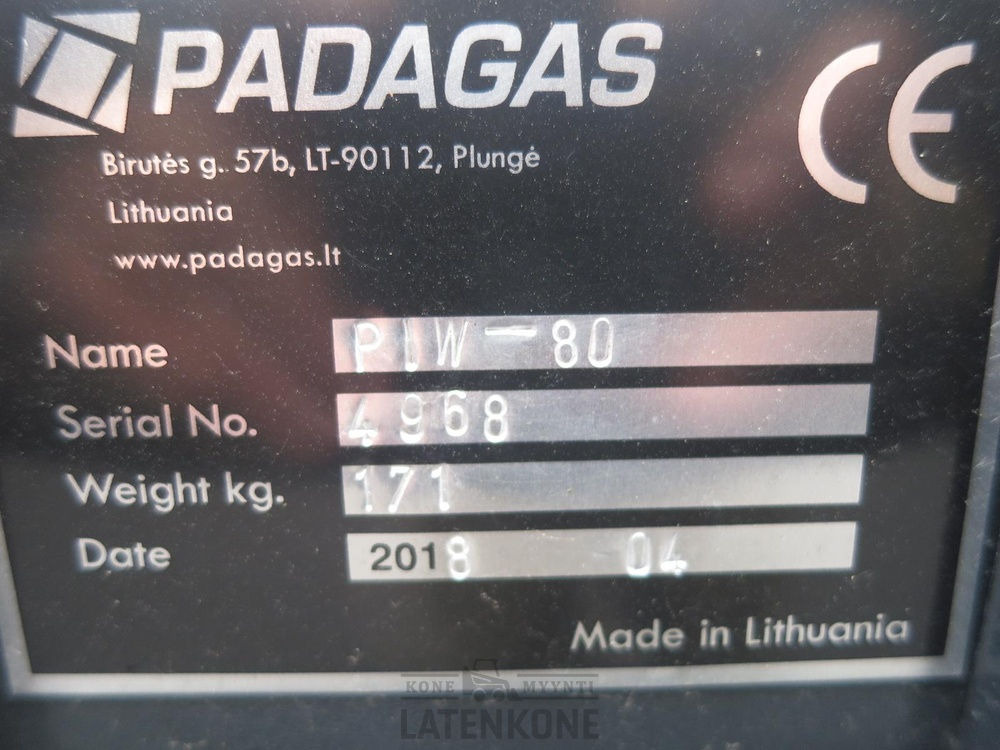 PADAGAS
CE
Birutės g. 57b, LT-90112, Plungė
Lithuania
www.padagas.lt
Name PIW-80
Serial No. 4968
Weight kg. 171
Date 2018 04
Made in Lithuania
KONE MYYNTI
LATENKONE